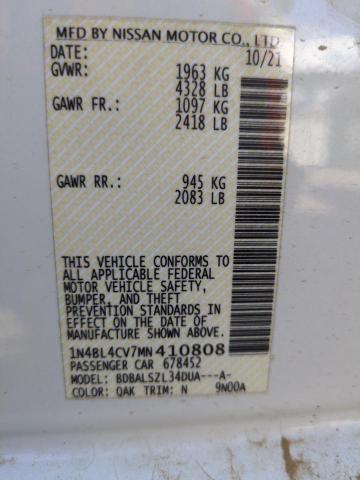 MFD BY NISSAN MOTOR CO., LTD
DATE: 10/21
GVWR: 1963 KG
4328 LB
GAWR FR.: 1097 KG
2418 LB
GAWR RR.: 945 KG
2083 LB
THIS VEHICLE CONFORMS TO
ALL APPLICABLE FEDERAL
MOTOR VEHICLE SAFETY,
BUMPER, AND THEFT
PREVENTION STANDARDS IN
EFFECT ON THE DATE OF
MANUFACTURE SHOWN ABOVE.
1N4BL4CV7MN410808
PASSENGER CAR 678452
MODEL: BDBALSZL34DUA---A-
COLOR: QAK TRIM: N 9N00A